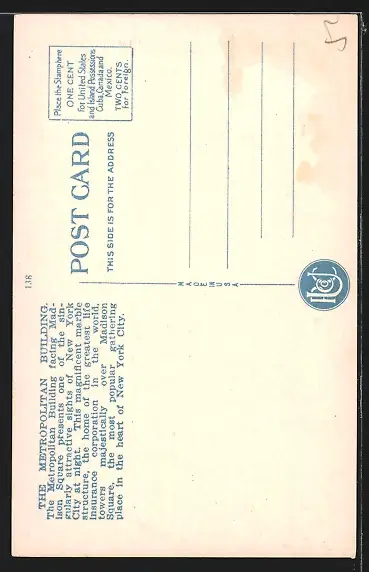 138
THE METROPOLITAN BUILDING.
The Metropolitan Building facing Mad-
ison Square presents one of the sin-
gularly attractive sights of New York
City at night. This magnificent marble
structure, the home of the greatest life
insurance corporation in the world,
towers majestically over Madison
Square, the most popular gathering
place in the heart of New York City.
POST CARD
THIS SIDE IS FOR THE ADDRESS
Place the Stamp here
ONE CENT
For United States
and Island Possessions
Cuba, Canada and
Mexico.
TWO CENTS
For Foreign.
MADE IN USA